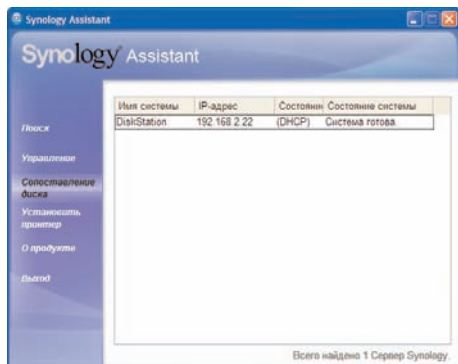 Synology Assistant
Synology Assistant
Поиск
Управление
Сопоставление
диска
Установить
принтер
О продукте
Выход
Имя системы IP-адрес Состояни Состояние системы
DiskStation 192.168.2.22 (DHCP) Система готова.
Всего найдено 1 Сервер Synology.